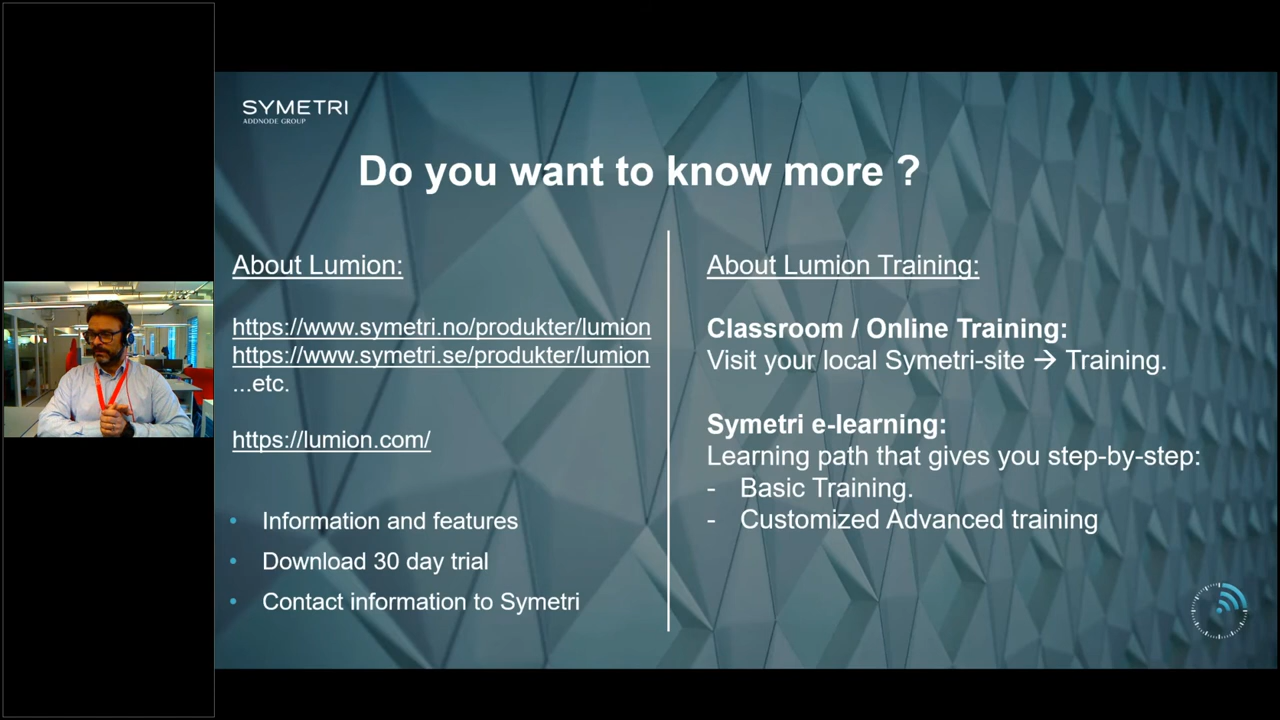 SYMETRI
ADDNODE GROUP
Do you want to know more ?
About Lumion:
https://www.symetri.no/produkter/lumion
https://www.symetri.se/produkter/lumion
...etc.
https://lumion.com/
• Information and features
• Download 30 day trial
• Contact information to Symetri
About Lumion Training:
Classroom / Online Training:
Visit your local Symetri-site → Training.
Symetri e-learning:
Learning path that gives you step-by-step:
- Basic Training.
- Customized Advanced training